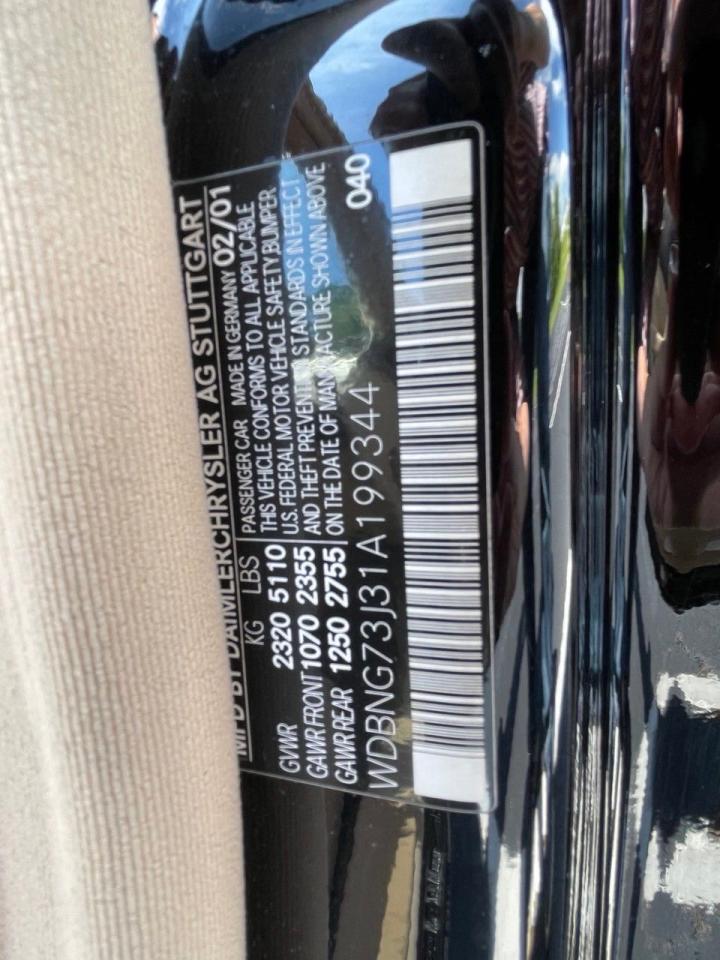 MFD BY DAIMLERCHRYSLER AG STUTTGART
KG LBS PASSENGER CAR MADE IN GERMANY 02/01
GVWR 2320 5110 THIS VEHICLE CONFORMS TO ALL APPLICABLE
U.S. FEDERAL MOTOR VEHICLE SAFETY,BUMPER
GAWR FRONT 1070 2355 AND THEFT PREVENTION STANDARDS IN EFFECT
GAWR REAR 1250 2755 ON THE DATE OF MANUFACTURE SHOWN ABOVE
WDBNG73J31A199344 040